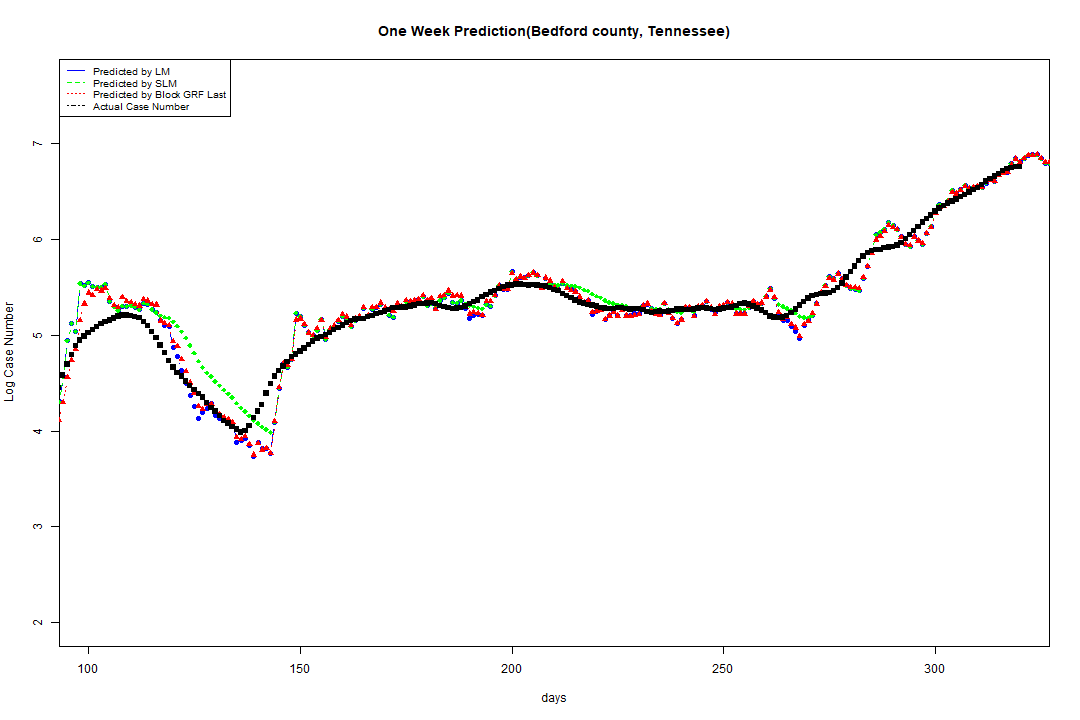 One Week Prediction(Bedford county, Tennessee)
Predicted by LM
Predicted by SLM
Predicted by Block GRF Last
Actual Case Number
7
6
5
4
3
2
Log Case Number
100 150 200 250 300
days